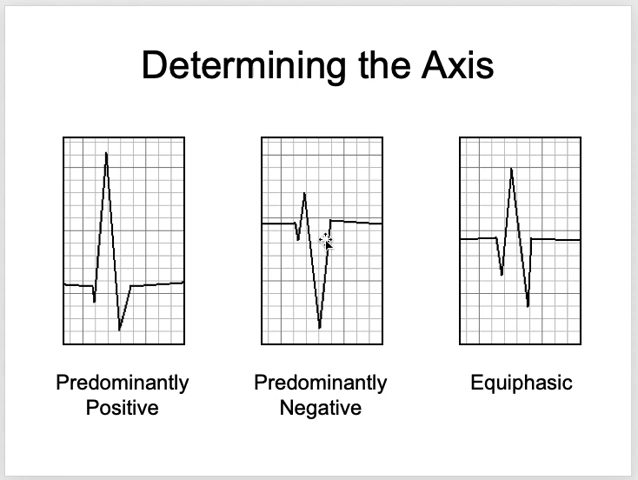 Determining the Axis
Predominantly
Positive
Predominantly
Negative
Equiphasic